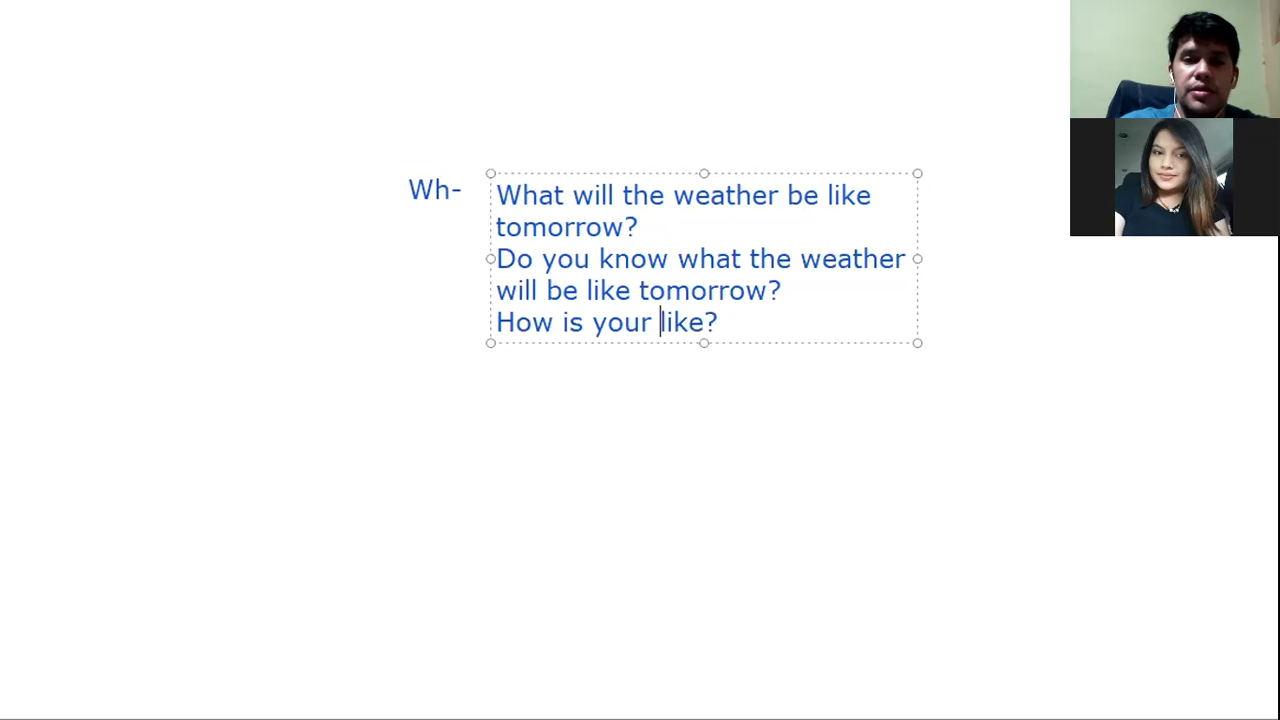 Wh-
What will the weather be like
tomorrow?
Do you know what the weather
will be like tomorrow?
How is your like?